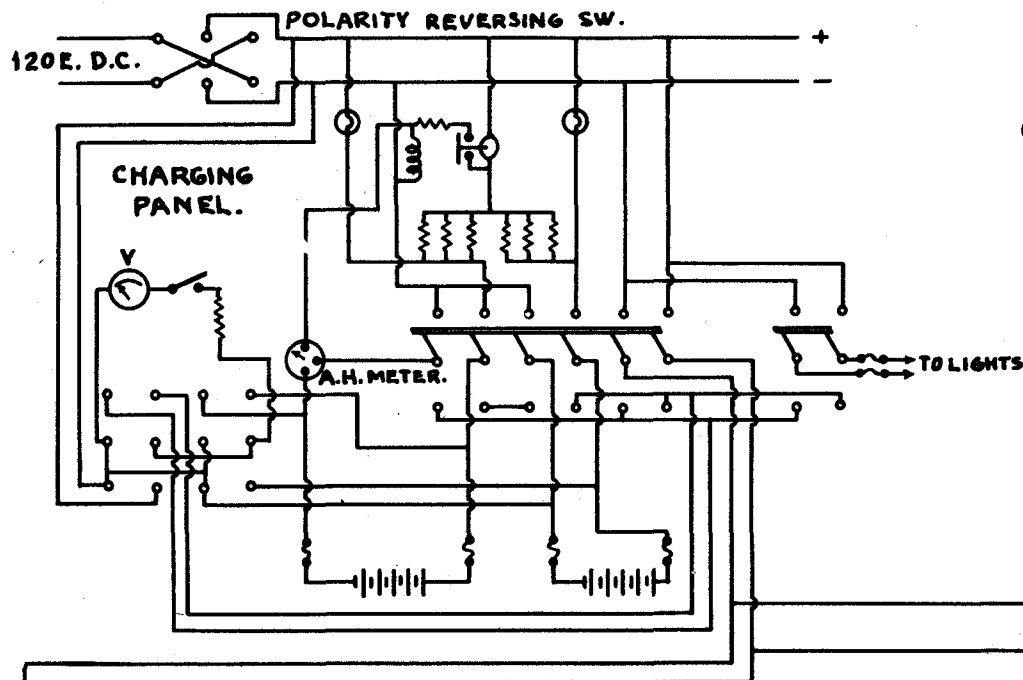 POLARITY REVERSING SW.
+
120E. D.C.
−
CHARGING
PANEL.
V
A.H. METER.
TO LIGHTS